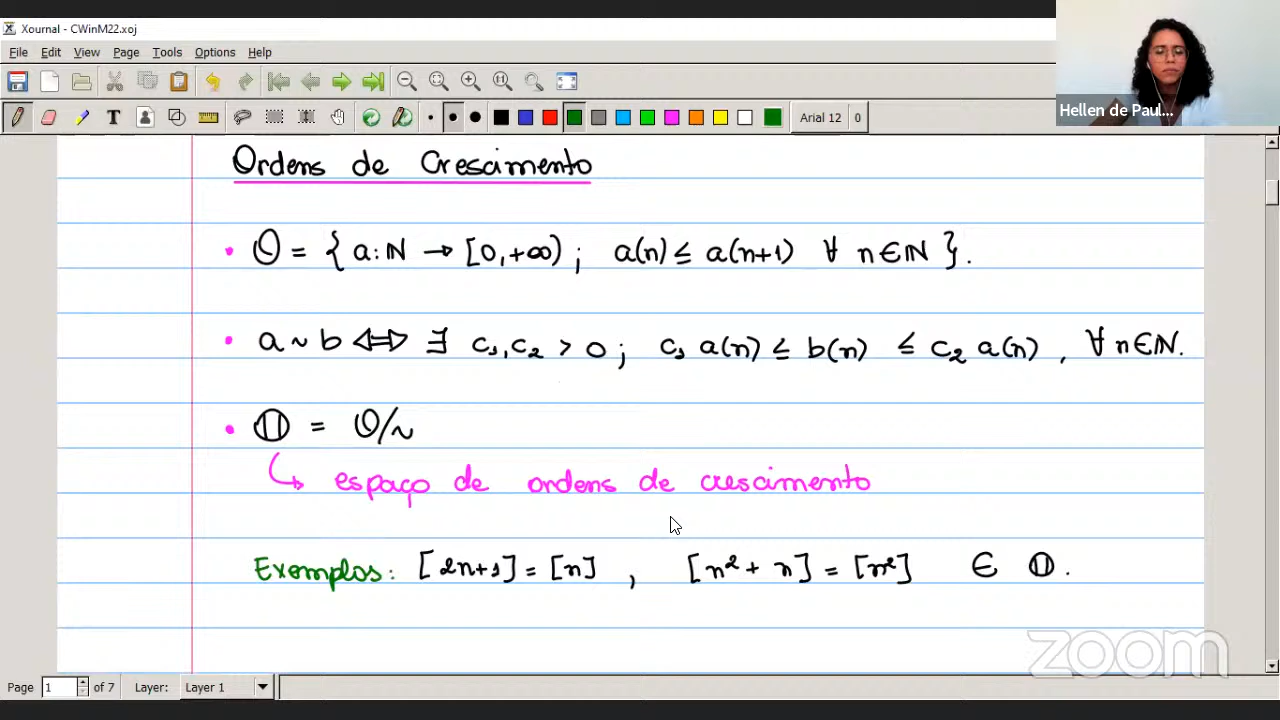 Xournal - CWinM22.xoj
File Edit View Page Tools Options Help
Arial 12 0
Hellen de Paul...
Ordens de Crescimento
• O = { a: ℕ → [0,+∞) ; a(n) ≤ a(n+1) ∀ n∈ℕ }.
• a ~ b ⟺ ∃ c₁,c₂ > 0 ; c₁ a(n) ≤ b(n) ≤ c₂ a(n) , ∀ n∈ℕ.
• 𝕆 = O/~
↳ espaço de ordens de crescimento
Exemplos: [2n+1] = [n] , [n² + n] = [n²] ∈ 𝕆.
zoom
Page 1 of 7 Layer: Layer 1